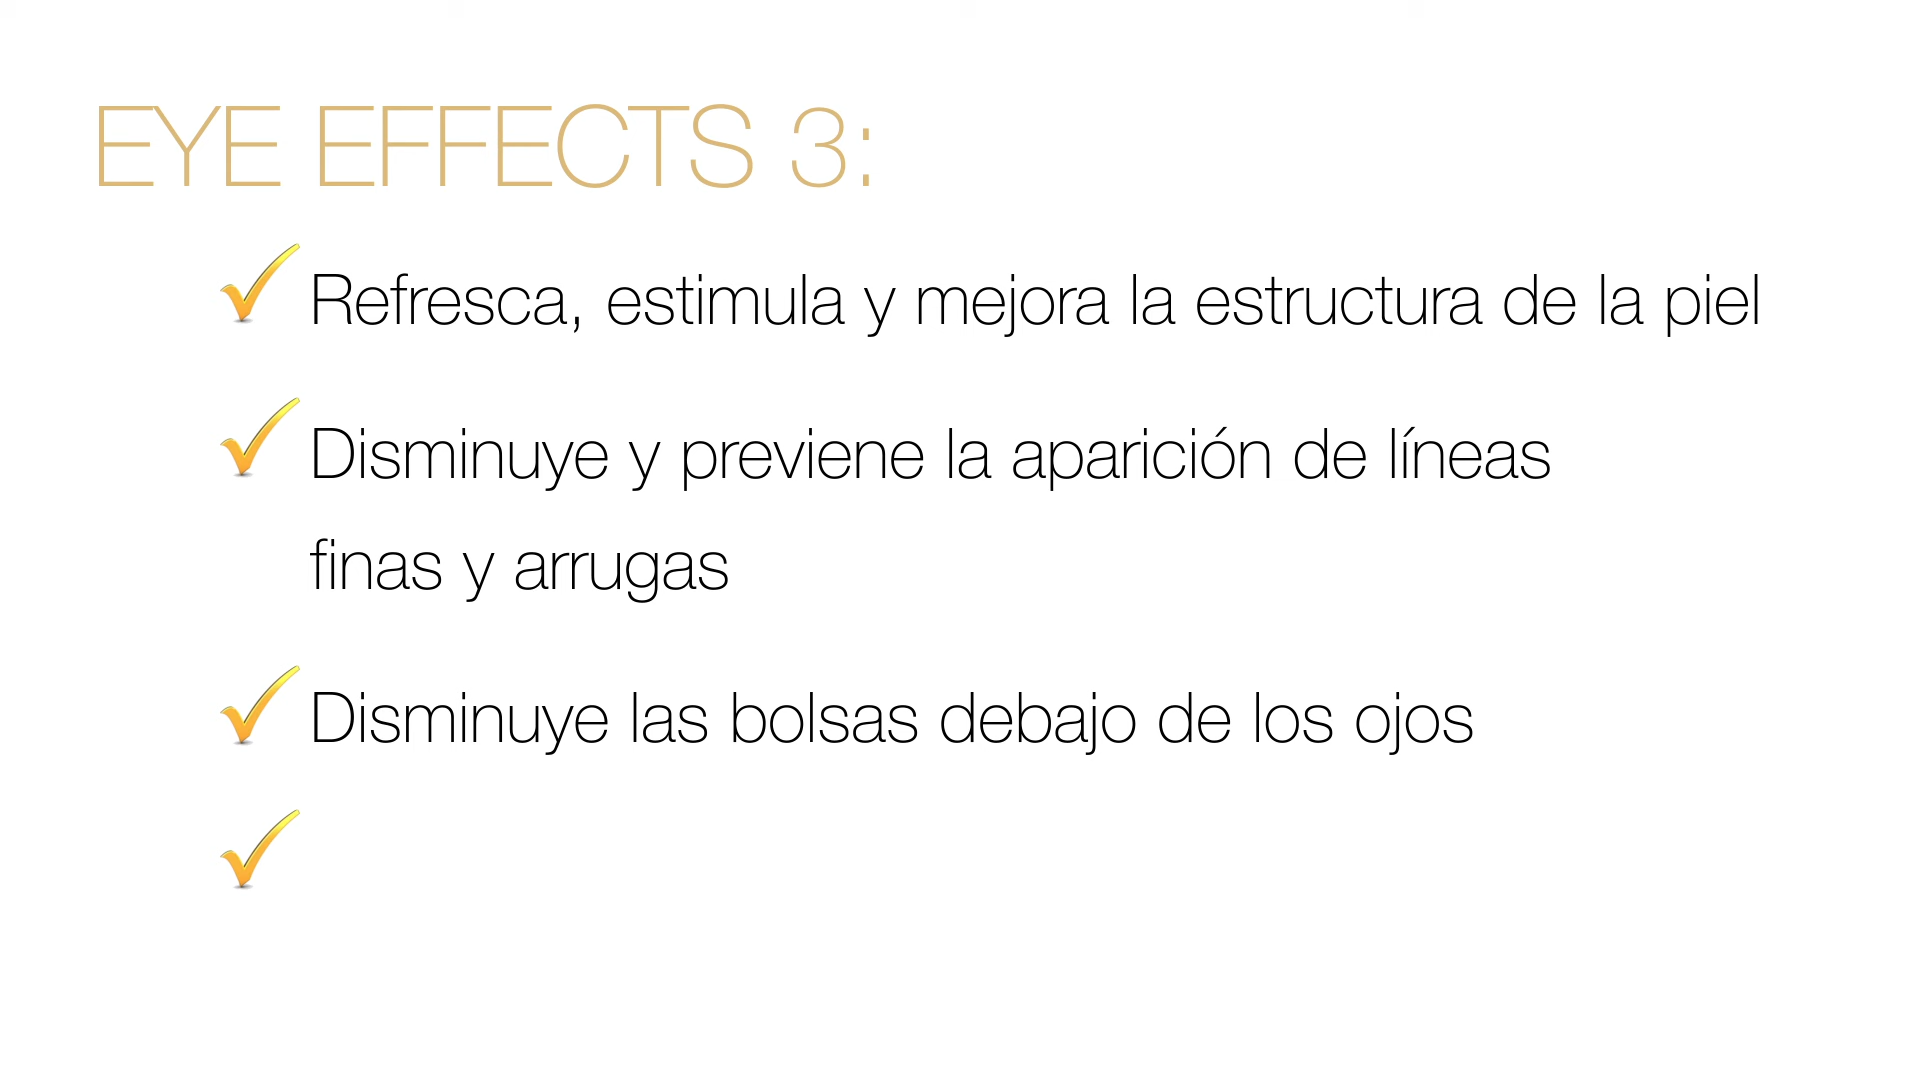 EYE EFFECTS 3:
Refresca, estimula y mejora la estructura de la piel
Disminuye y previene la aparición de líneas
finas y arrugas
Disminuye las bolsas debajo de los ojos